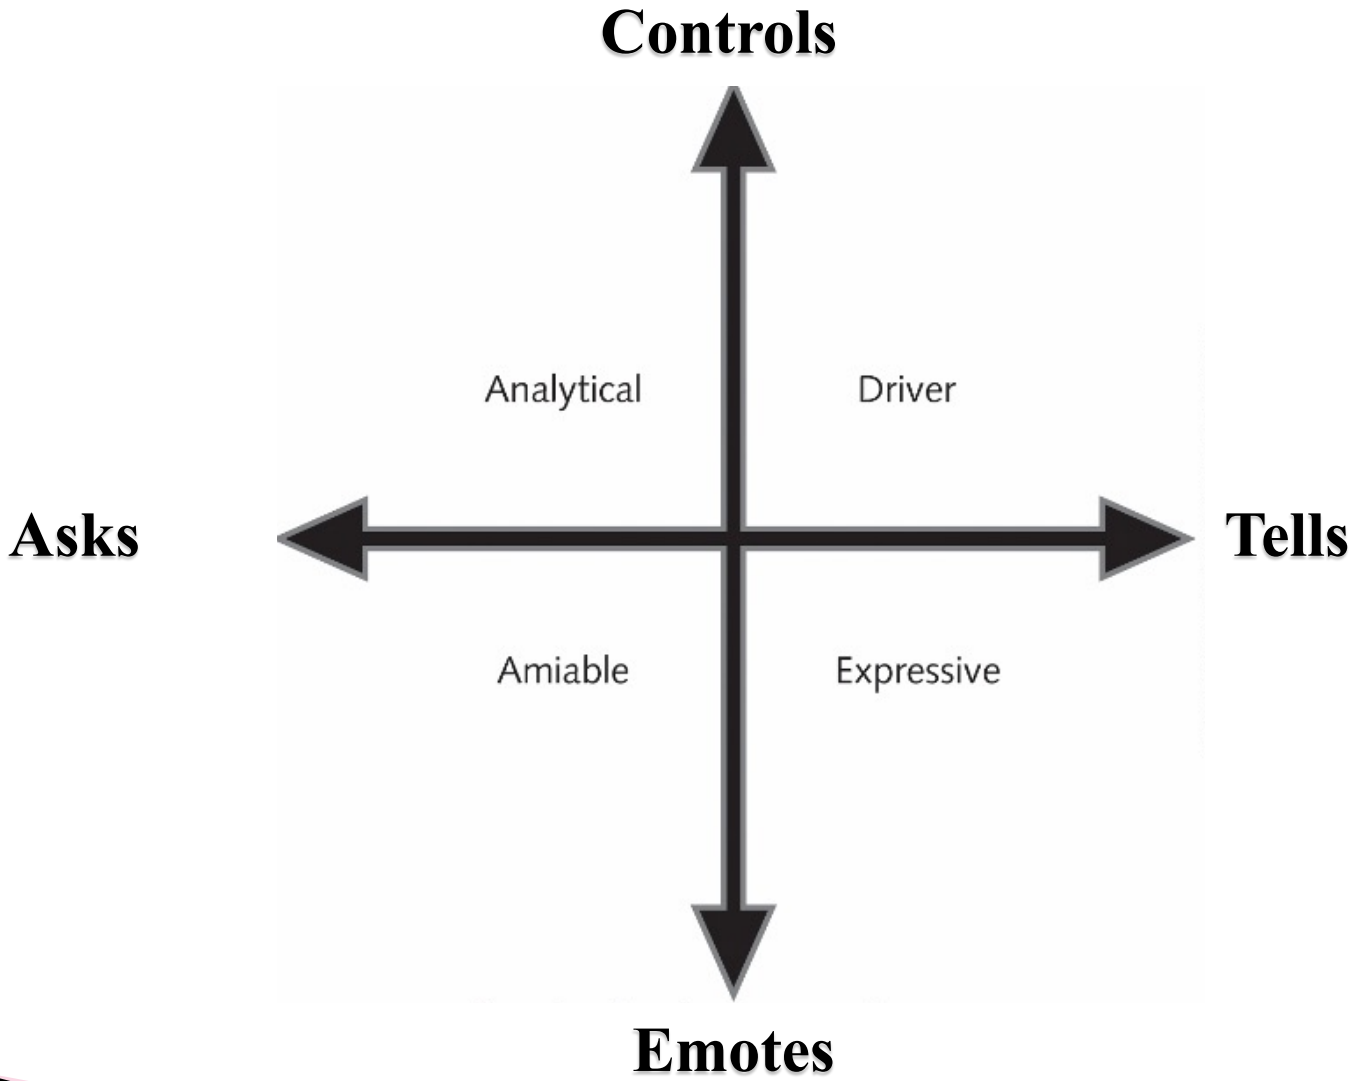 Controls
Analytical
Driver
Asks
Tells
Amiable
Expressive
Emotes